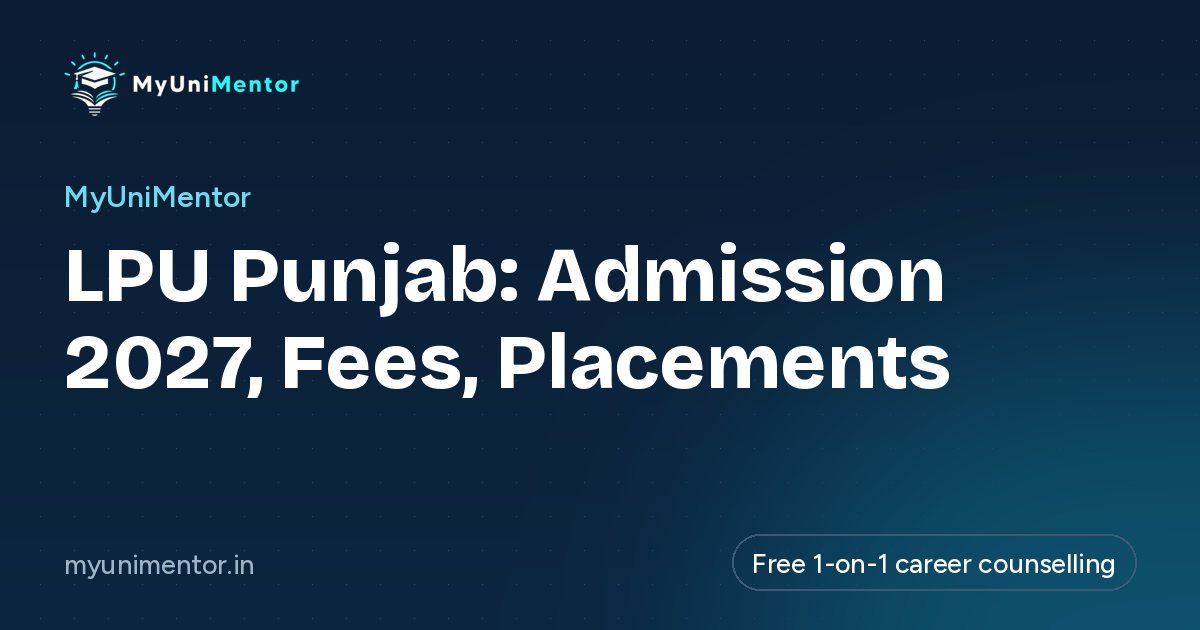 MyUniMentor
MyUniMentor
LPU Punjab: Admission
2027, Fees, Placements
myunimentor.in
Free 1-on-1 career counselling